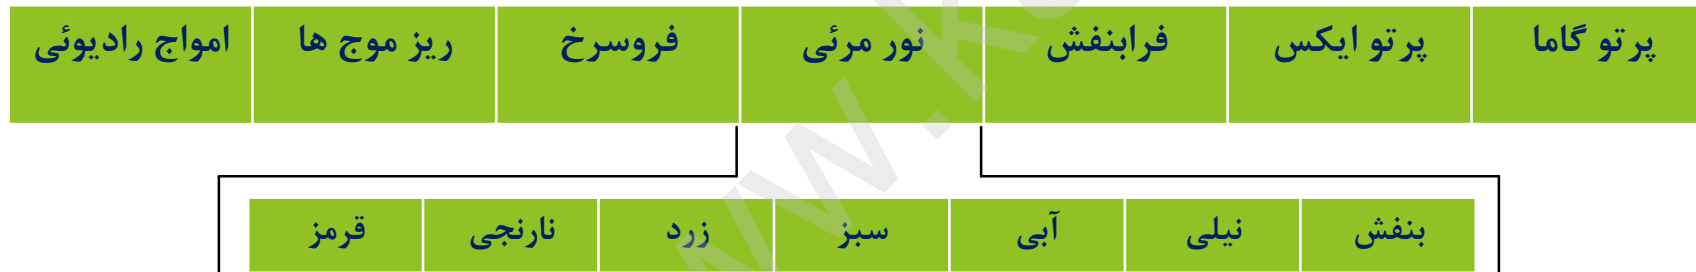 پرتو گاما پرتو ایکس فرابنفش نور مرئی فروسرخ ریز موج ها امواج رادیوئی
بنفش نیلی آبی سبز زرد نارنجی قرمز